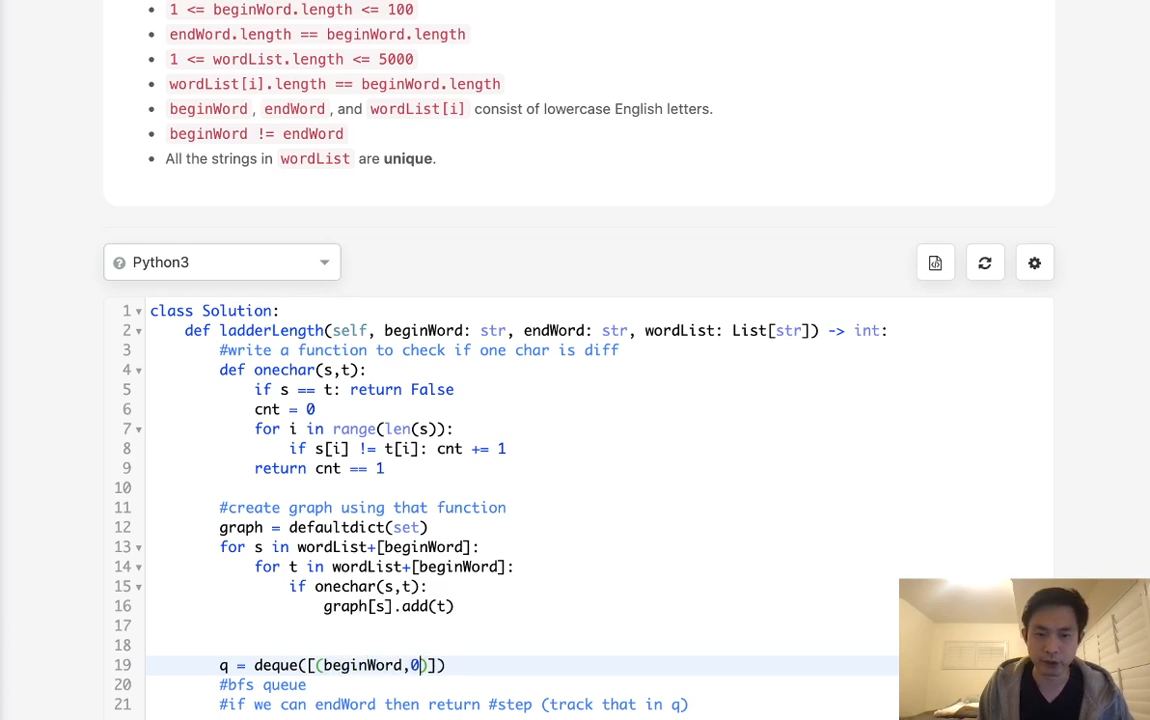 1 <= beginWord.length <= 100
endWord.length == beginWord.length
1 <= wordList.length <= 5000
wordList[i].length == beginWord.length
beginWord, endWord, and wordList[i] consist of lowercase English letters.
beginWord != endWord
All the strings in wordList are unique.
Python3
1 class Solution:
2     def ladderLength(self, beginWord: str, endWord: str, wordList: List[str]) -> int:
3         #write a function to check if one char is diff
4         def onechar(s,t):
5             if s == t: return False
6             cnt = 0
7             for i in range(len(s)):
8                 if s[i] != t[i]: cnt += 1
9             return cnt == 1
10
11         #create graph using that function
12         graph = defaultdict(set)
13         for s in wordList+[beginWord]:
14             for t in wordList+[beginWord]:
15                 if onechar(s,t):
16                     graph[s].add(t)
17
18
19         q = deque([(beginWord,0)])
20         #bfs queue
21         #if we can endWord then return #step (track that in q)